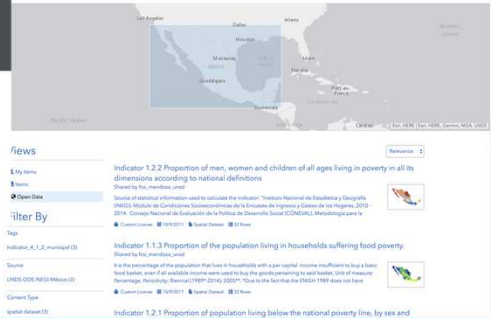 Los Angeles
Dallas
Atlanta
Houston
Monterrey
Miami
México
Havana
Guadalajara
Port-au-Prince
Guatemala
Caracas
Pacific Ocean
Esri, HERE | Esri, HERE, Garmin, NGA, USGS
Views
Relevance
My Items
Items
Open Data
Indicator 1.2.2 Proportion of men, women and children of all ages living in poverty in all its
dimensions according to national definitions
Shared by fos_mendoza_unsd
Source of statistical information used to calculate the indicator: "Instituto Nacional de Estadística y Geografía
(INEGI). Módulo de Condiciones Socioeconómicas de la Encuesta de Ingresos y Gastos de los Hogares, 2010 -
2014. Consejo Nacional de Evaluación de la Política de Desarrollo Social (CONEVAL). Metodología para la
Custom License 10/9/2017 Spatial Dataset 32 Rows
Filter By
Tags
Indicator_4_1_2_municipal (3)
Source
UNDS-ODS INEGI México (3)
Content Type
spatial dataset (3)
Indicator 1.1.3 Proportion of the population living in households suffering food poverty.
Shared by fos_mendoza_unsd
It is the percentage of the population that lives in households with a per capita income insufficient to buy a basic
food basket, even if all available income were used to buy the goods pertaining to said basket. Unit of measure:
Percentage. Periodicity: Biennial (1989*-2014); 2005**. *Due to the fact that the ENIGH 1989 does not have
Custom License 10/9/2017 Spatial Dataset 32 Rows
Indicator 1.2.1 Proportion of population living below the national poverty line, by sex and